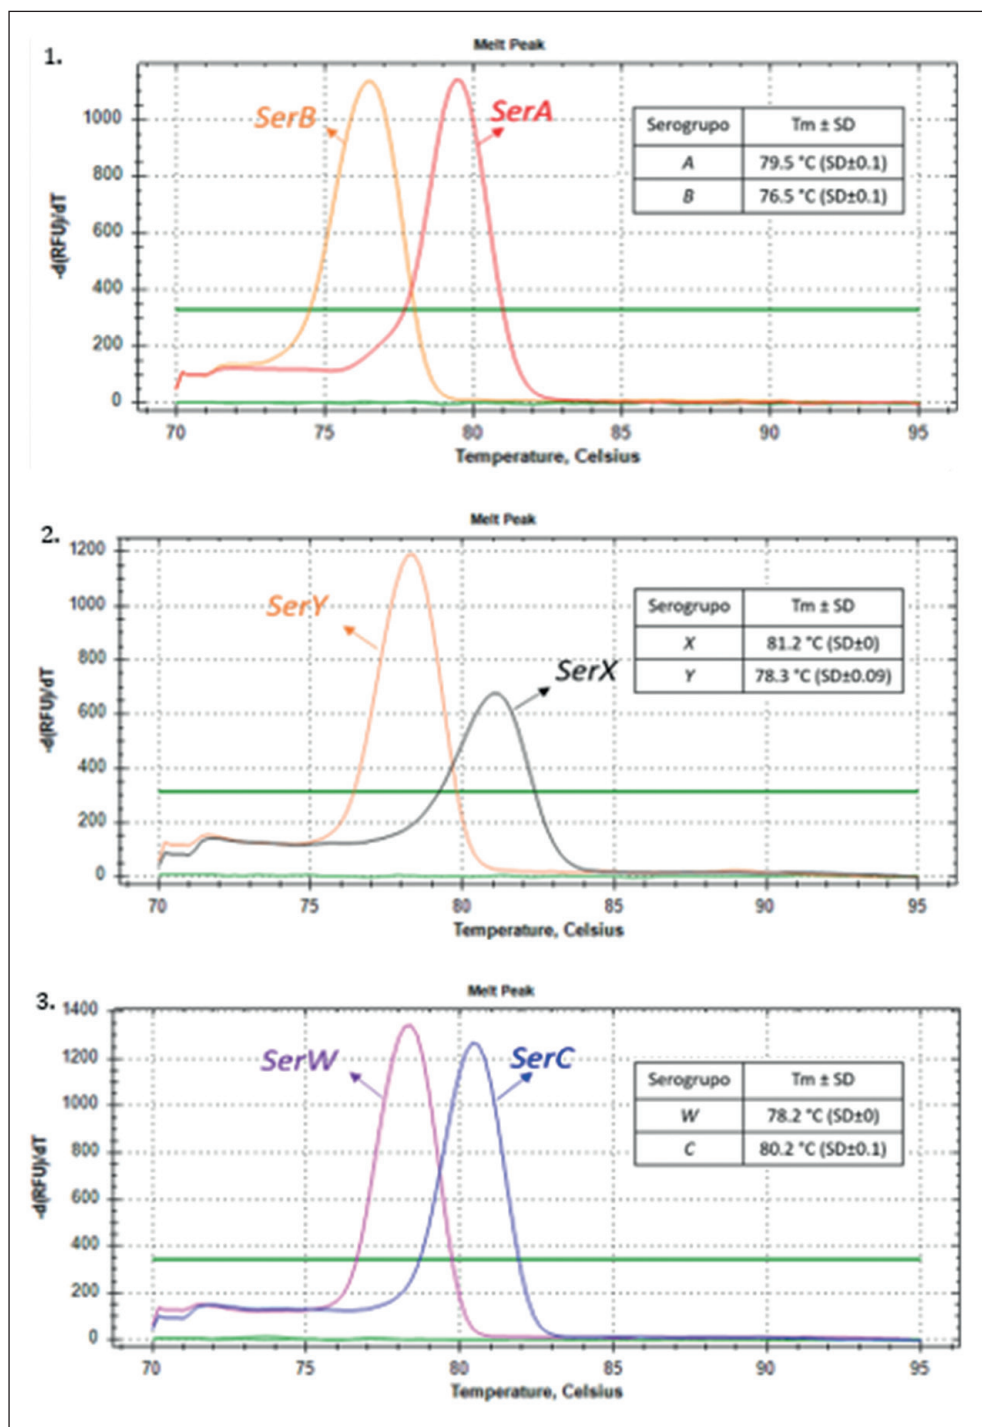 1.
Melt Peak
1000
800
600
400
200
0
-d(RFU)/dT
SerB
SerA
Serogrupo Tm ± SD
A 79.5 °C (SD±0.1)
B 76.5 °C (SD±0.1)
70 75 80 85 90 95
Temperature, Celsius
2.
Melt Peak
1200
1000
800
600
400
200
0
-d(RFU)/dT
SerY
SerX
Serogrupo Tm ± SD
X 81.2 °C (SD±0)
Y 78.3 °C (SD±0.09)
70 75 80 85 90 95
Temperature, Celsius
3.
Melt Peak
1400
1200
1000
800
600
400
200
0
-d(RFU)/dT
SerW
SerC
Serogrupo Tm ± SD
W 78.2 °C (SD±0)
C 80.2 °C (SD±0.1)
70 75 80 85 90 95
Temperature, Celsius